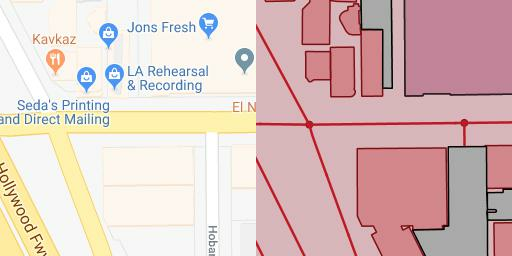 Jons Fresh
Kavkaz
LA Rehearsal
& Recording
Seda's Printing
and Direct Mailing
El N
Hollywood Fwy
Hobar